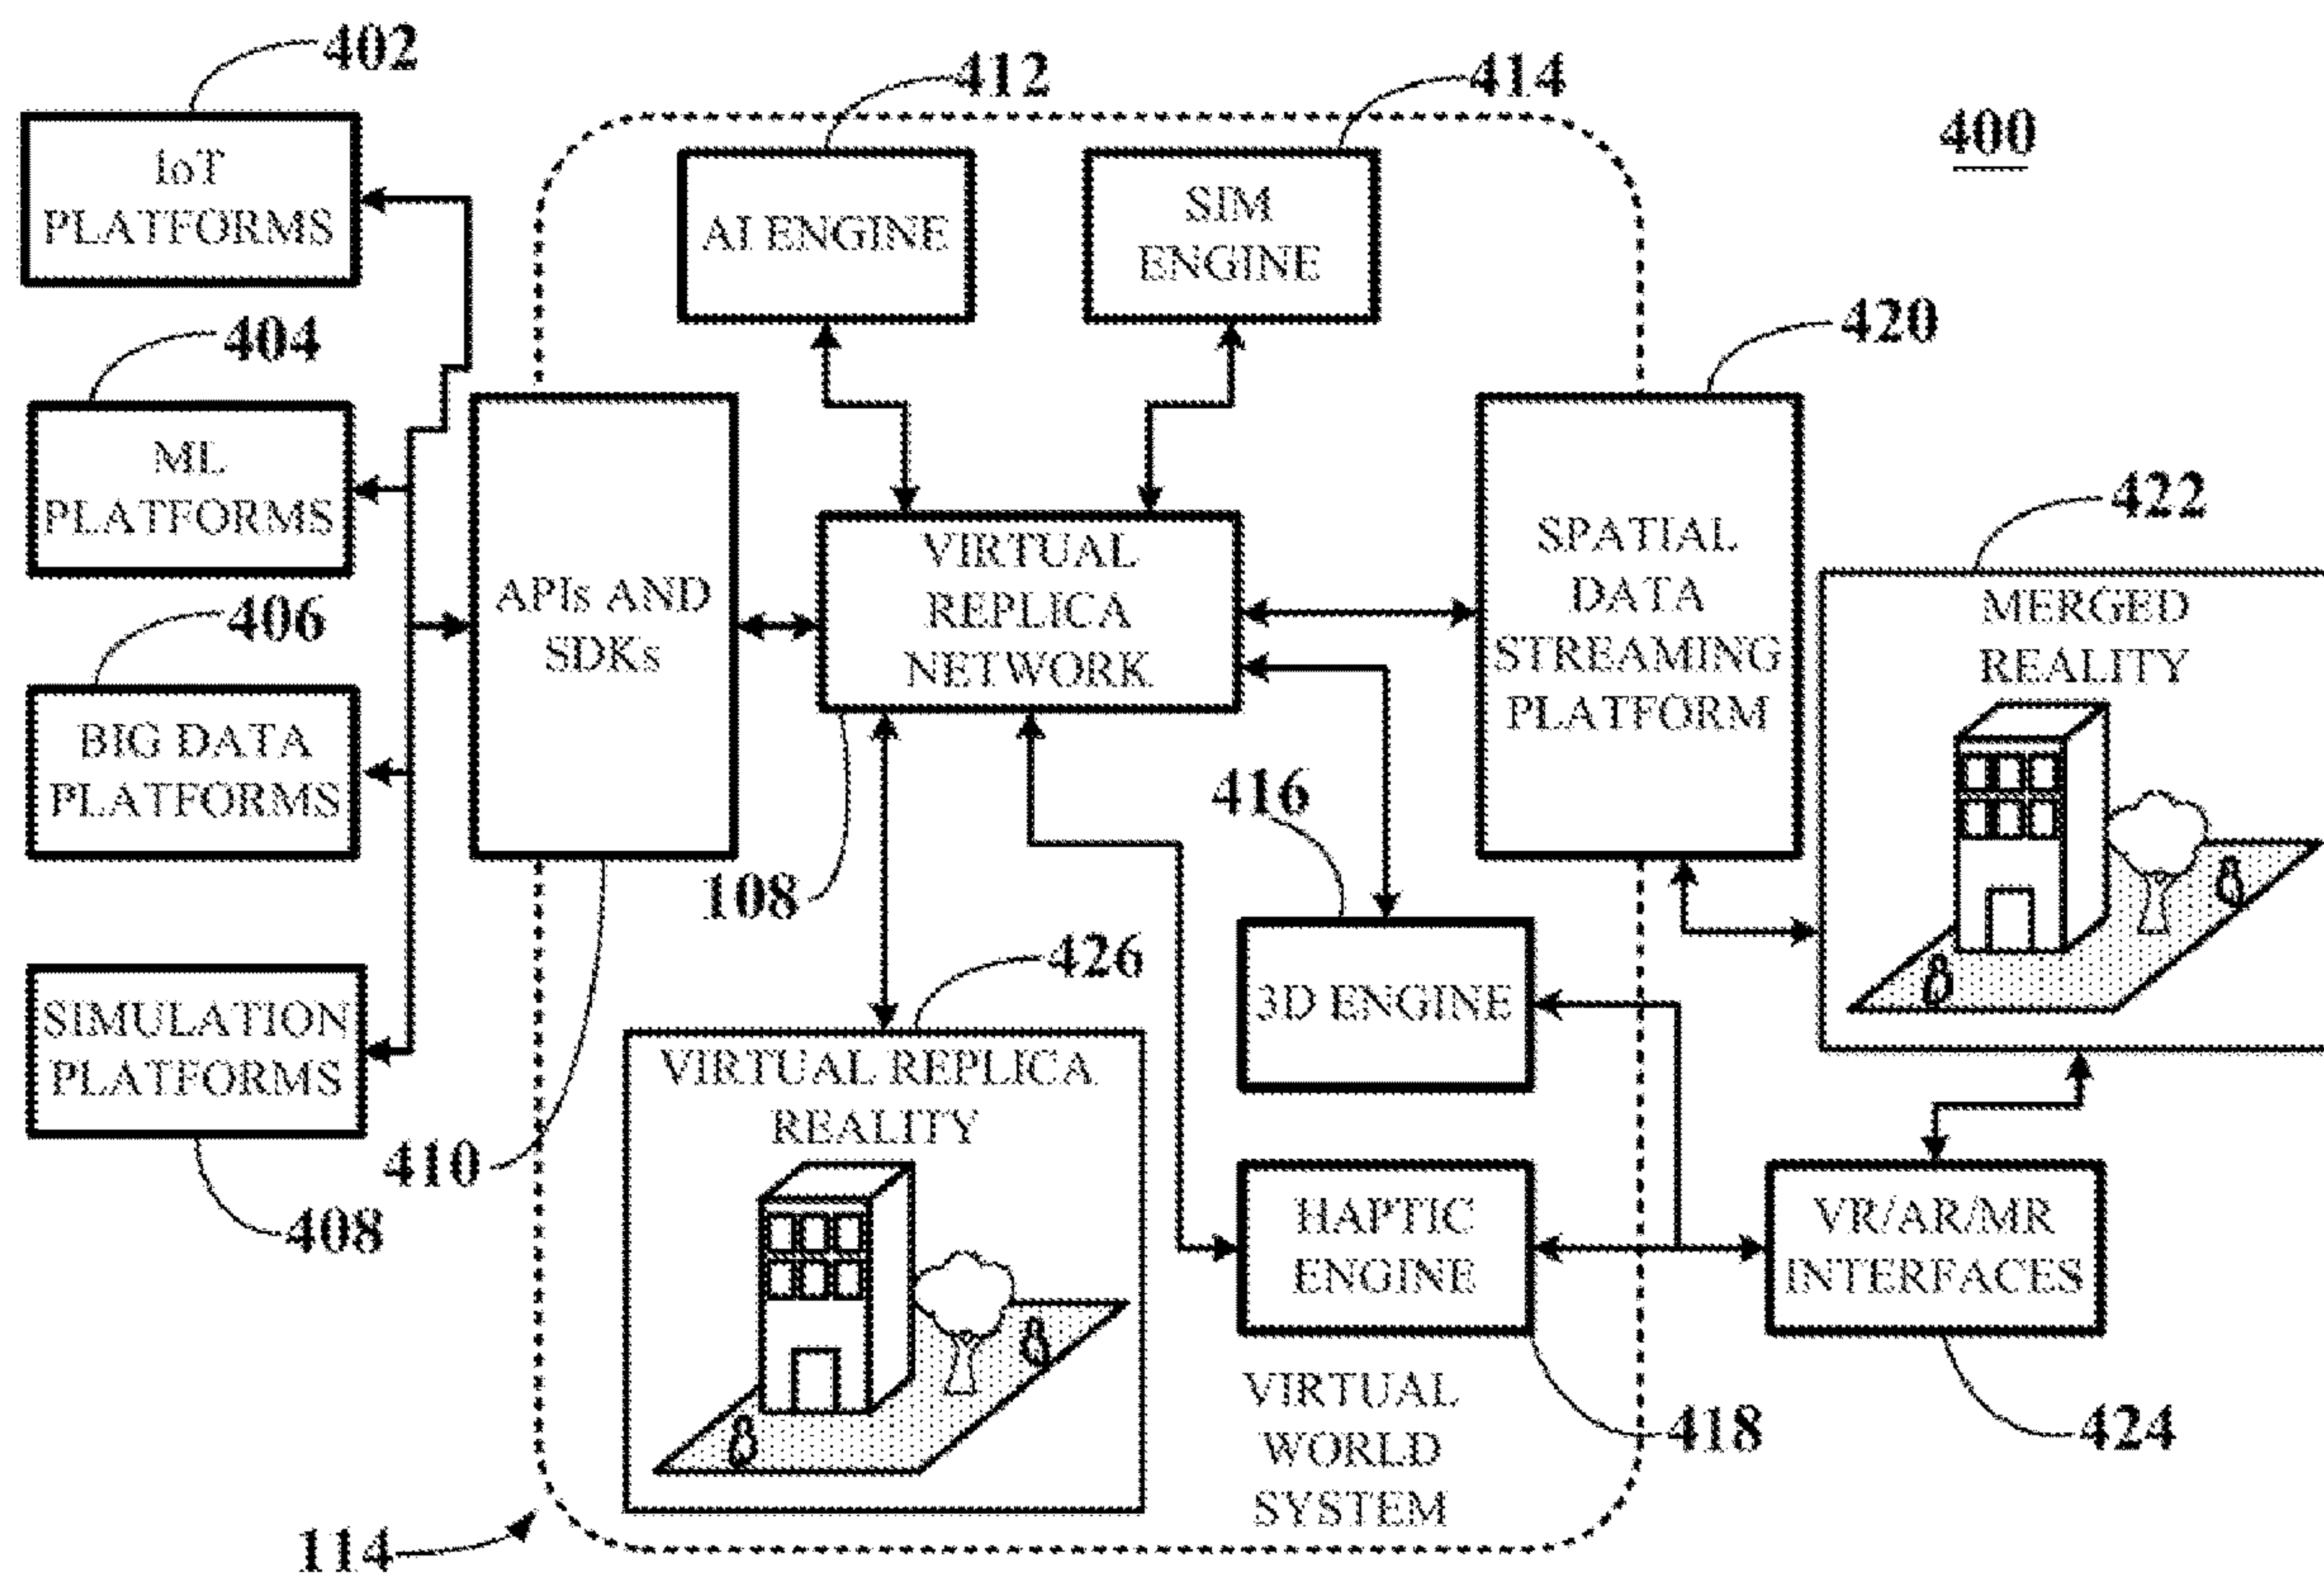 402
412
414
400
IoT
PLATFORMS
AI ENGINE
SIM
ENGINE
404
420
ML
PLATFORMS
422
APIs AND
SDKs
VIRTUAL
REPLICA
NETWORK
SPATIAL
DATA
STREAMING
PLATFORM
MERGED
REALITY
406
BIG DATA
PLATFORMS
416
108
426
3D ENGINE
SIMULATION
PLATFORMS
VIRTUAL REPLICA
REALITY
410
408
HAPTIC
ENGINE
VR/AR/MR
INTERFACES
VIRTUAL
WORLD
SYSTEM
418
424
114